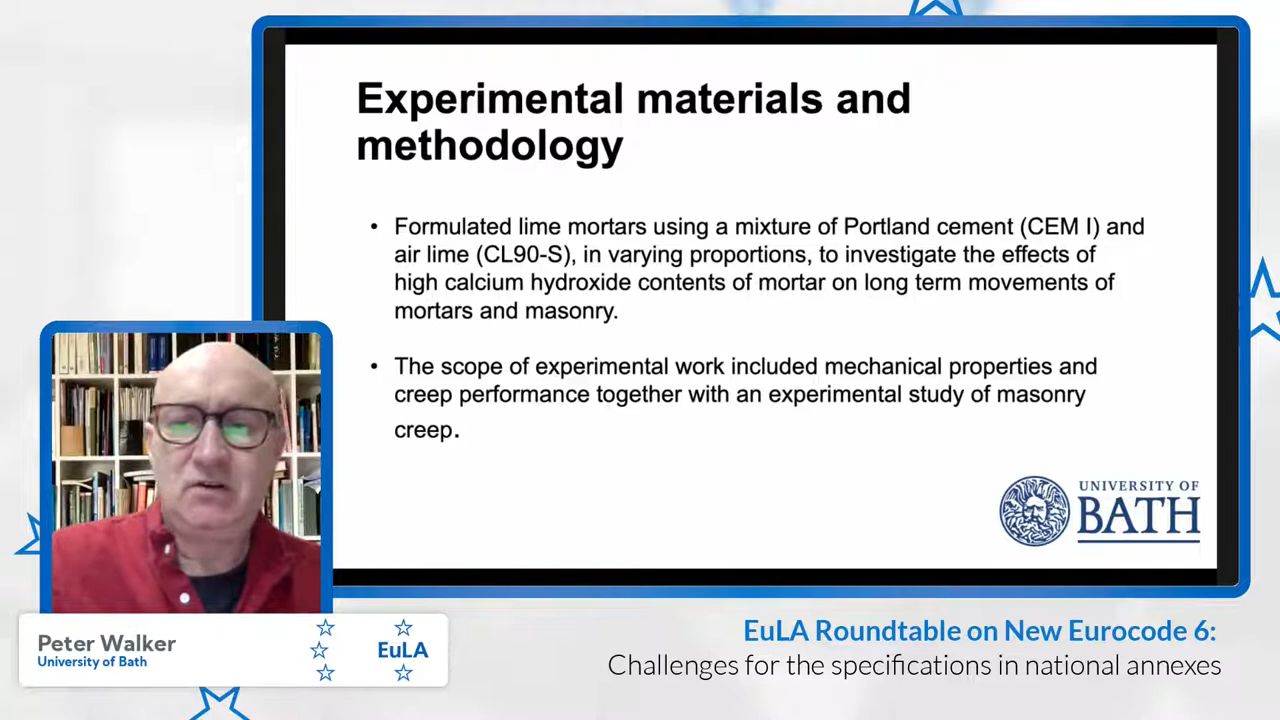 Experimental materials and
methodology
• Formulated lime mortars using a mixture of Portland cement (CEM I) and
air lime (CL90-S), in varying proportions, to investigate the effects of
high calcium hydroxide contents of mortar on long term movements of
mortars and masonry.
• The scope of experimental work included mechanical properties and
creep performance together with an experimental study of masonry
creep.
UNIVERSITY OF
BATH
Peter Walker
University of Bath
EuLA
EuLA Roundtable on New Eurocode 6:
Challenges for the specifications in national annexes